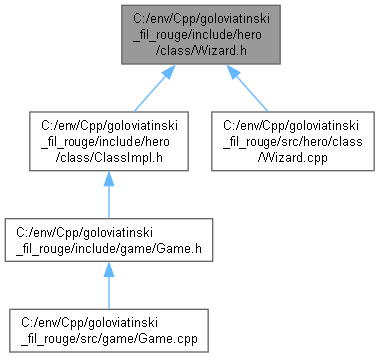 C:/env/Cpp/goloviatinski
_fil_rouge/include/hero
/class/Wizard.h
C:/env/Cpp/goloviatinski
_fil_rouge/include/hero
/class/ClassImpl.h
C:/env/Cpp/goloviatinski
_fil_rouge/src/hero/class
/Wizard.cpp
C:/env/Cpp/goloviatinski
_fil_rouge/include/game/Game.h
C:/env/Cpp/goloviatinski
_fil_rouge/src/game/Game.cpp